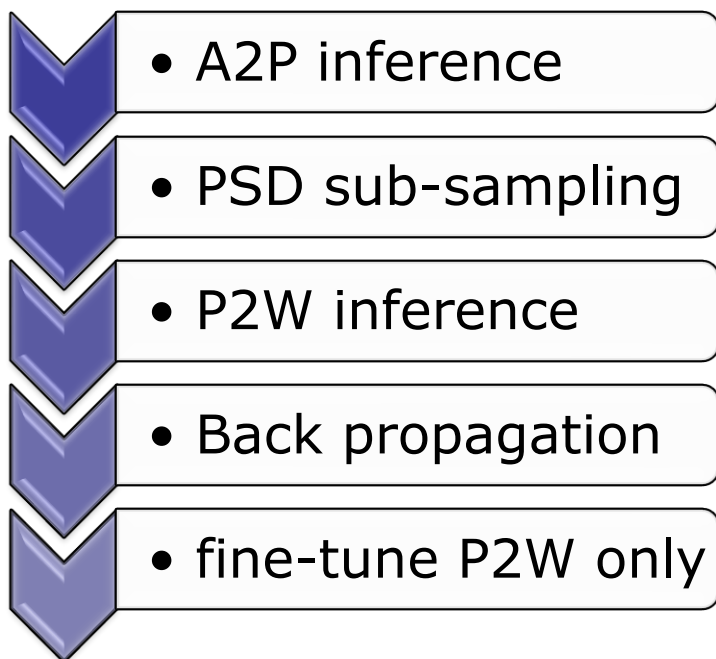 • A2P inference
• PSD sub-sampling
• P2W inference
• Back propagation
• fine-tune P2W only